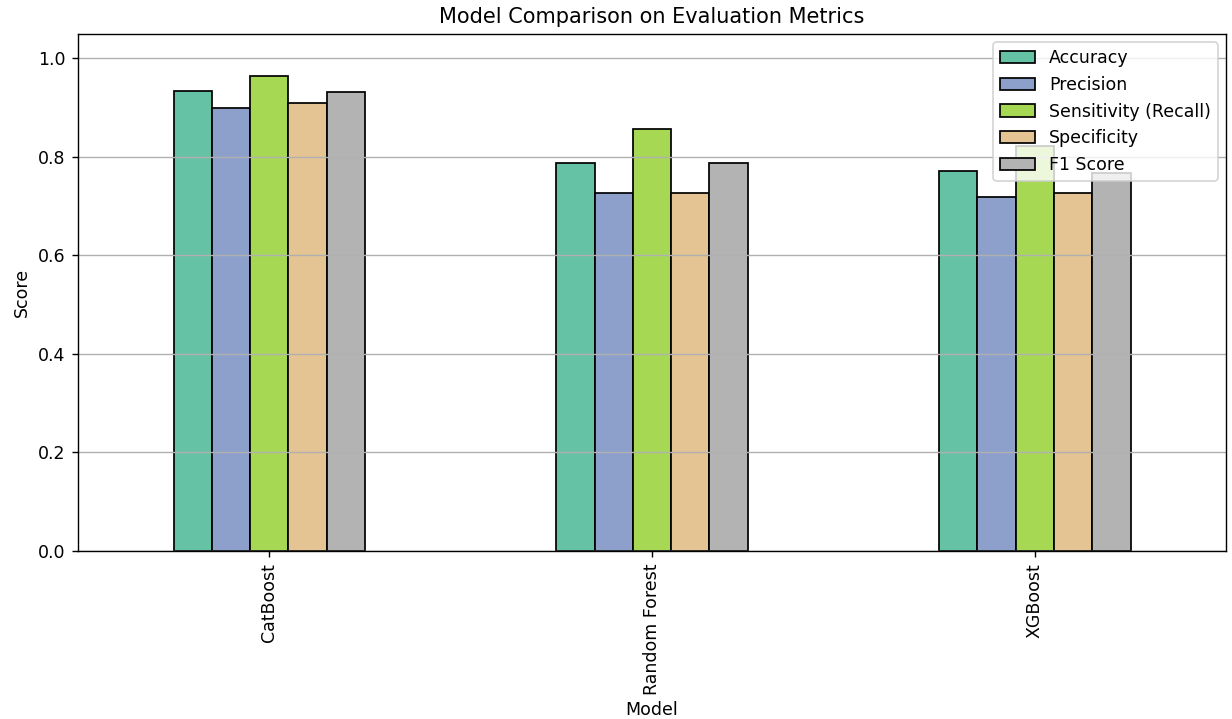 Model Comparison on Evaluation Metrics
1.0
0.8
0.6
0.4
0.2
0.0
Score
Accuracy
Precision
Sensitivity (Recall)
Specificity
F1 Score
CatBoost
Random Forest
XGBoost
Model